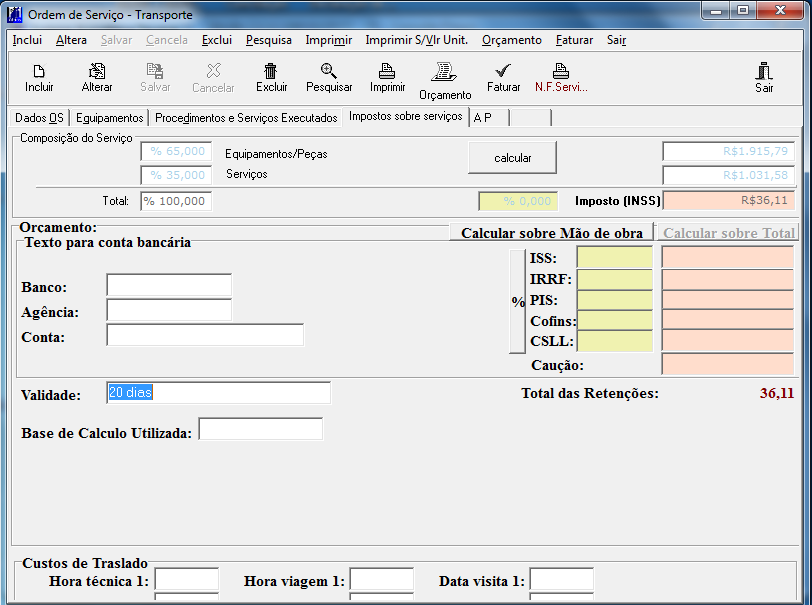 Ordem de Serviço - Transporte
Inclui Altera Salvar Cancela Exclui Pesquisa Imprimir Imprimir S/Vlr Unit. Orçamento Faturar Sair
Incluir Alterar Salvar Cancelar Excluir Pesquisar Imprimir Orçamento Faturar N.F.Servi... Sair
Dados OS Equipamentos Procedimentos e Serviços Executados Impostos sobre serviços A P
Composição do Serviço
% 65,000 Equipamentos/Peças calcular R$1.915,79
% 35,000 Serviços R$1.031,58
Total: % 100,000 % 0,000 Imposto (INSS) R$36,11
Orcamento: Calcular sobre Mão de obra Calcular sobre Total
Texto para conta bancária
ISS:
Banco: IRRF:
% PIS:
Agência:
Cofins:
Conta: CSLL:
Caução:
Validade: 20 dias Total das Retenções: 36,11
Base de Calculo Utilizada:
Custos de Traslado
Hora técnica 1: Hora viagem 1: Data visita 1: